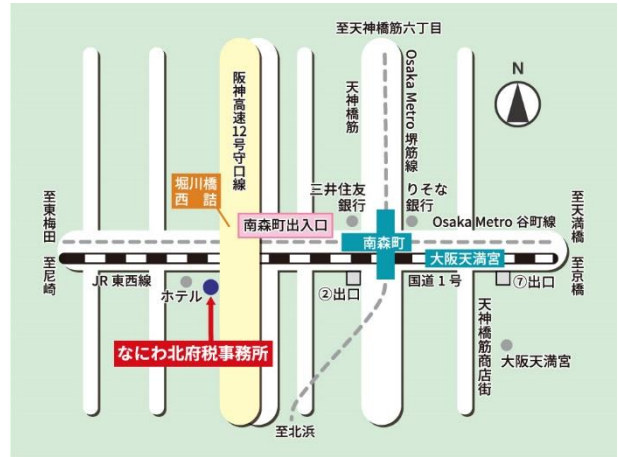 至天神橋筋六丁目
N
阪神高速12号守口線
天神橋筋
Osaka Metro 堺筋線
堀川橋
西 詰
三井住友
銀行
りそな
銀行
至東梅田
至尼崎
南森町出入口
南森町
Osaka Metro 谷町線
大阪天満宮
至天満橋
至京橋
JR 東西線
ホテル
②出口
国道1号
⑦出口
なにわ北府税事務所
天神橋筋商店街
大阪天満宮
至北浜